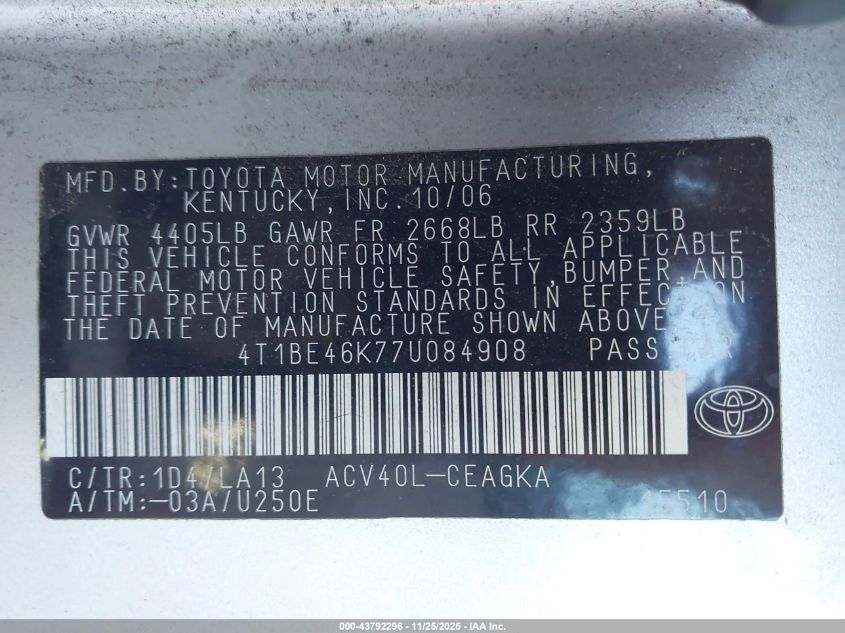 MFD.BY:TOYOTA MOTOR MANUFACTURING,
KENTUCKY, INC. 10/06
GVWR 4405LB GAWR FR 2668LB RR 2359LB
THIS VEHICLE CONFORMS TO ALL APPLICABLE
FEDERAL MOTOR VEHICLE SAFETY, BUMPER, AND
THEFT PREVENTION STANDARDS IN EFFECT ON
THE DATE OF MANUFACTURE SHOWN ABOVE.
4T1BE46K77U084908 PASS
C/TR:1D4/LA13 ACV40L-CEAGKA
A/TM:-03A/U250E 15510
000-43792296 - 11/25/2025 - IAA Inc.